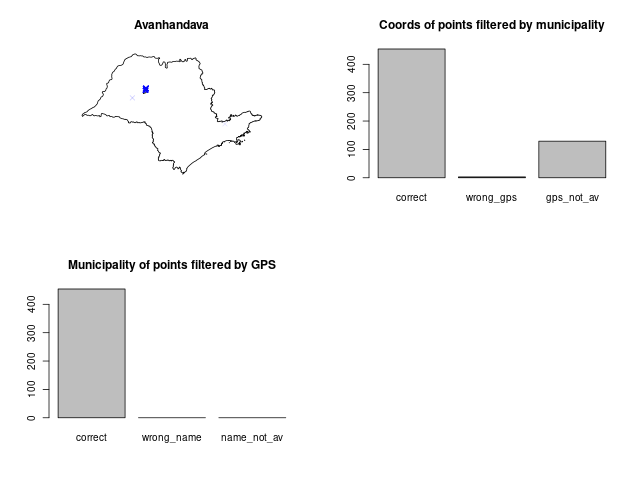 Avanhandava
Coords of points filtered by municipality
0 100 200 300 400
correct wrong_gps gps_not_av
Municipality of points filtered by GPS
0 100 200 300 400
correct wrong_name name_not_av